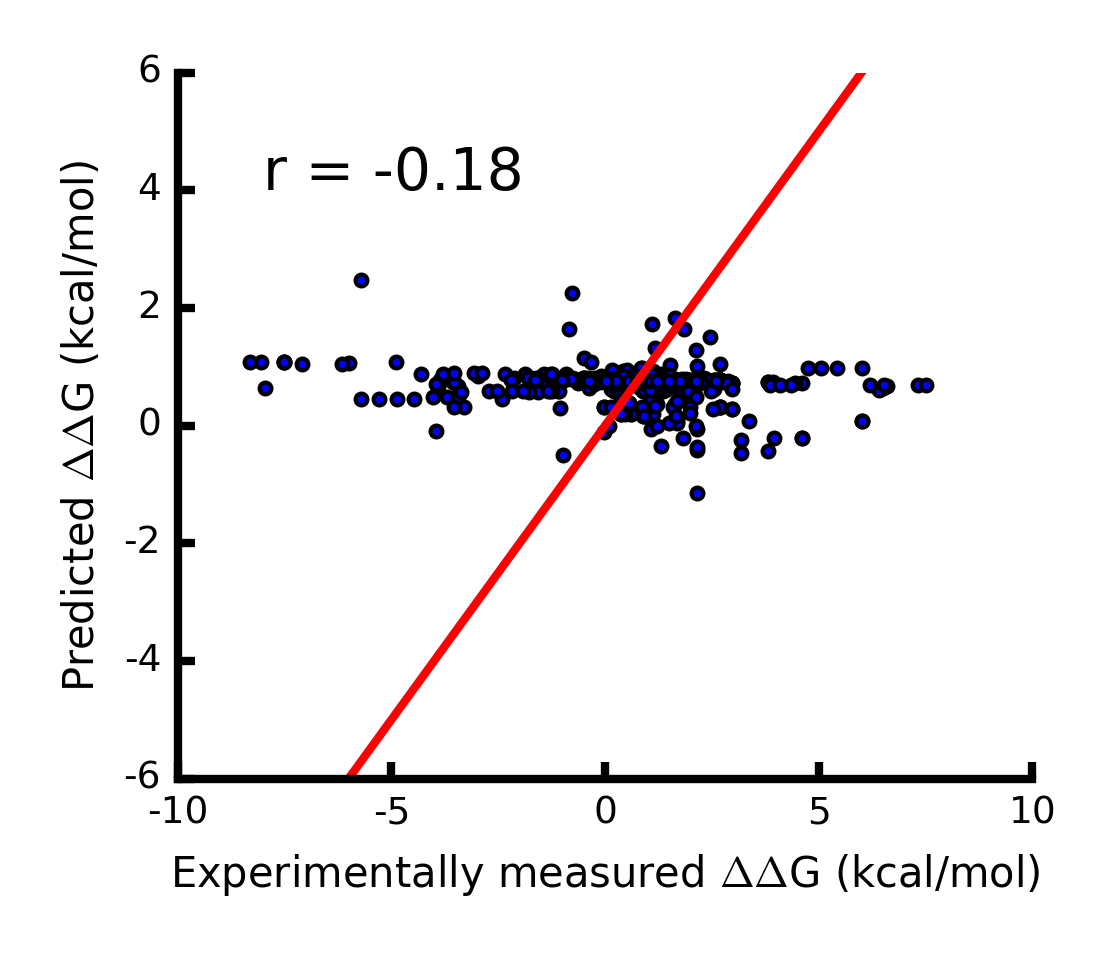 6
4
2
0
-2
-4
-6
r = -0.18
Predicted ΔΔG (kcal/mol)
-10 -5 0 5 10
Experimentally measured ΔΔG (kcal/mol)